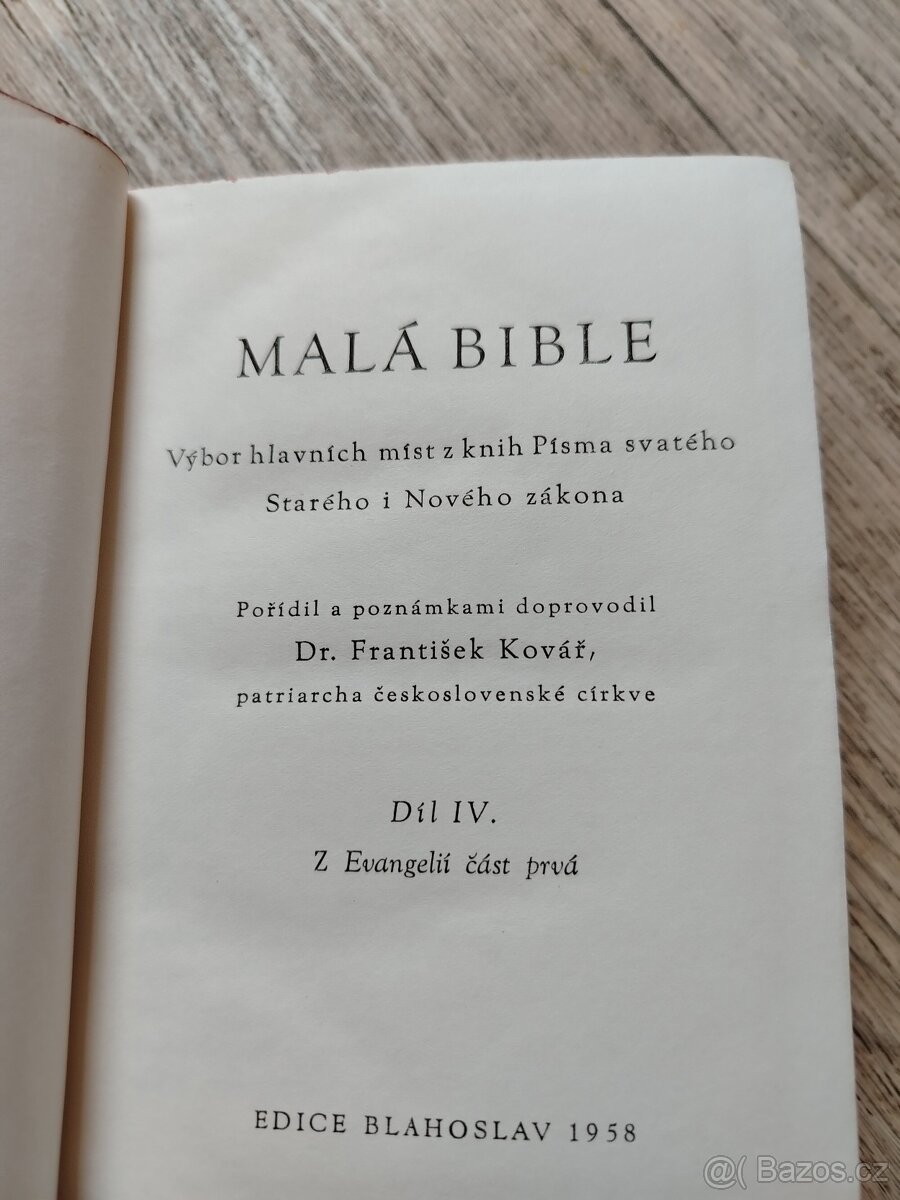 MALÁ BIBLE
Výbor hlavních míst z knih Písma svatého
Starého i Nového zákona
Pořídil a poznámkami doprovodil
Dr. František Kovář,
patriarcha československé církve
Díl IV.
Z Evangelií část prvá
EDICE BLAHOSLAV 1958
@( Bazos.cz